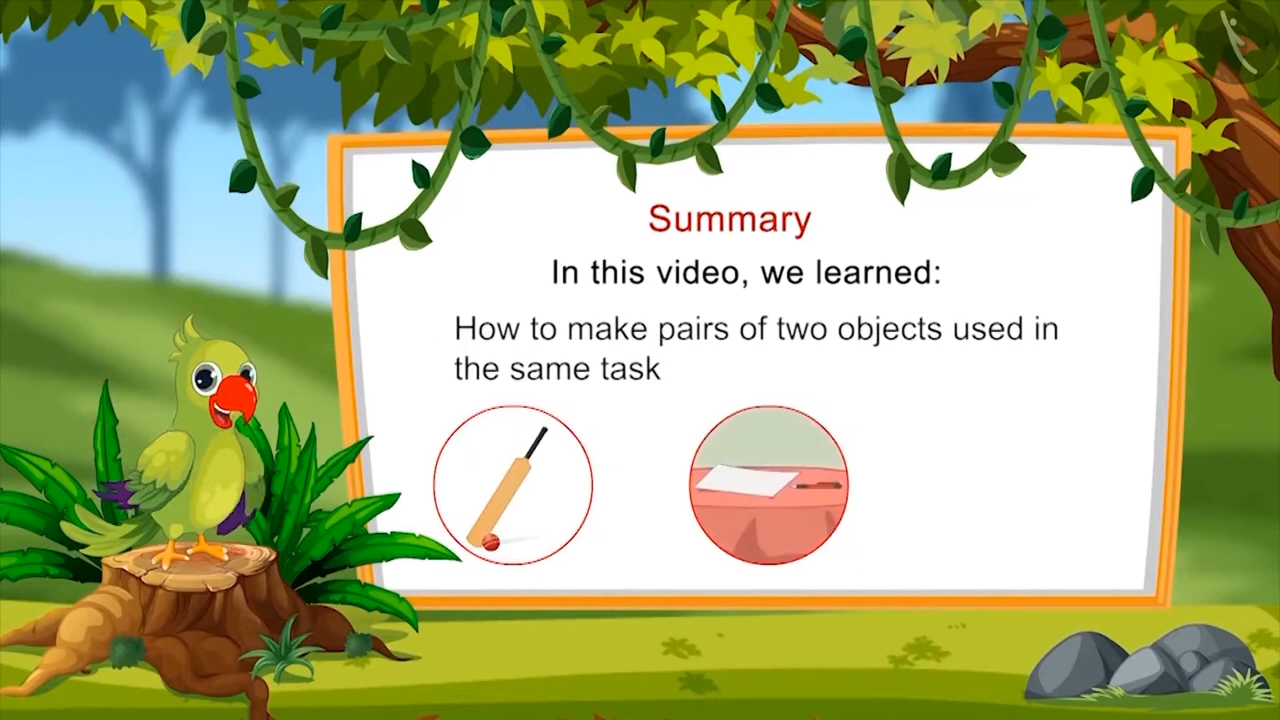 Summary
In this video, we learned:
How to make pairs of two objects used in
the same task